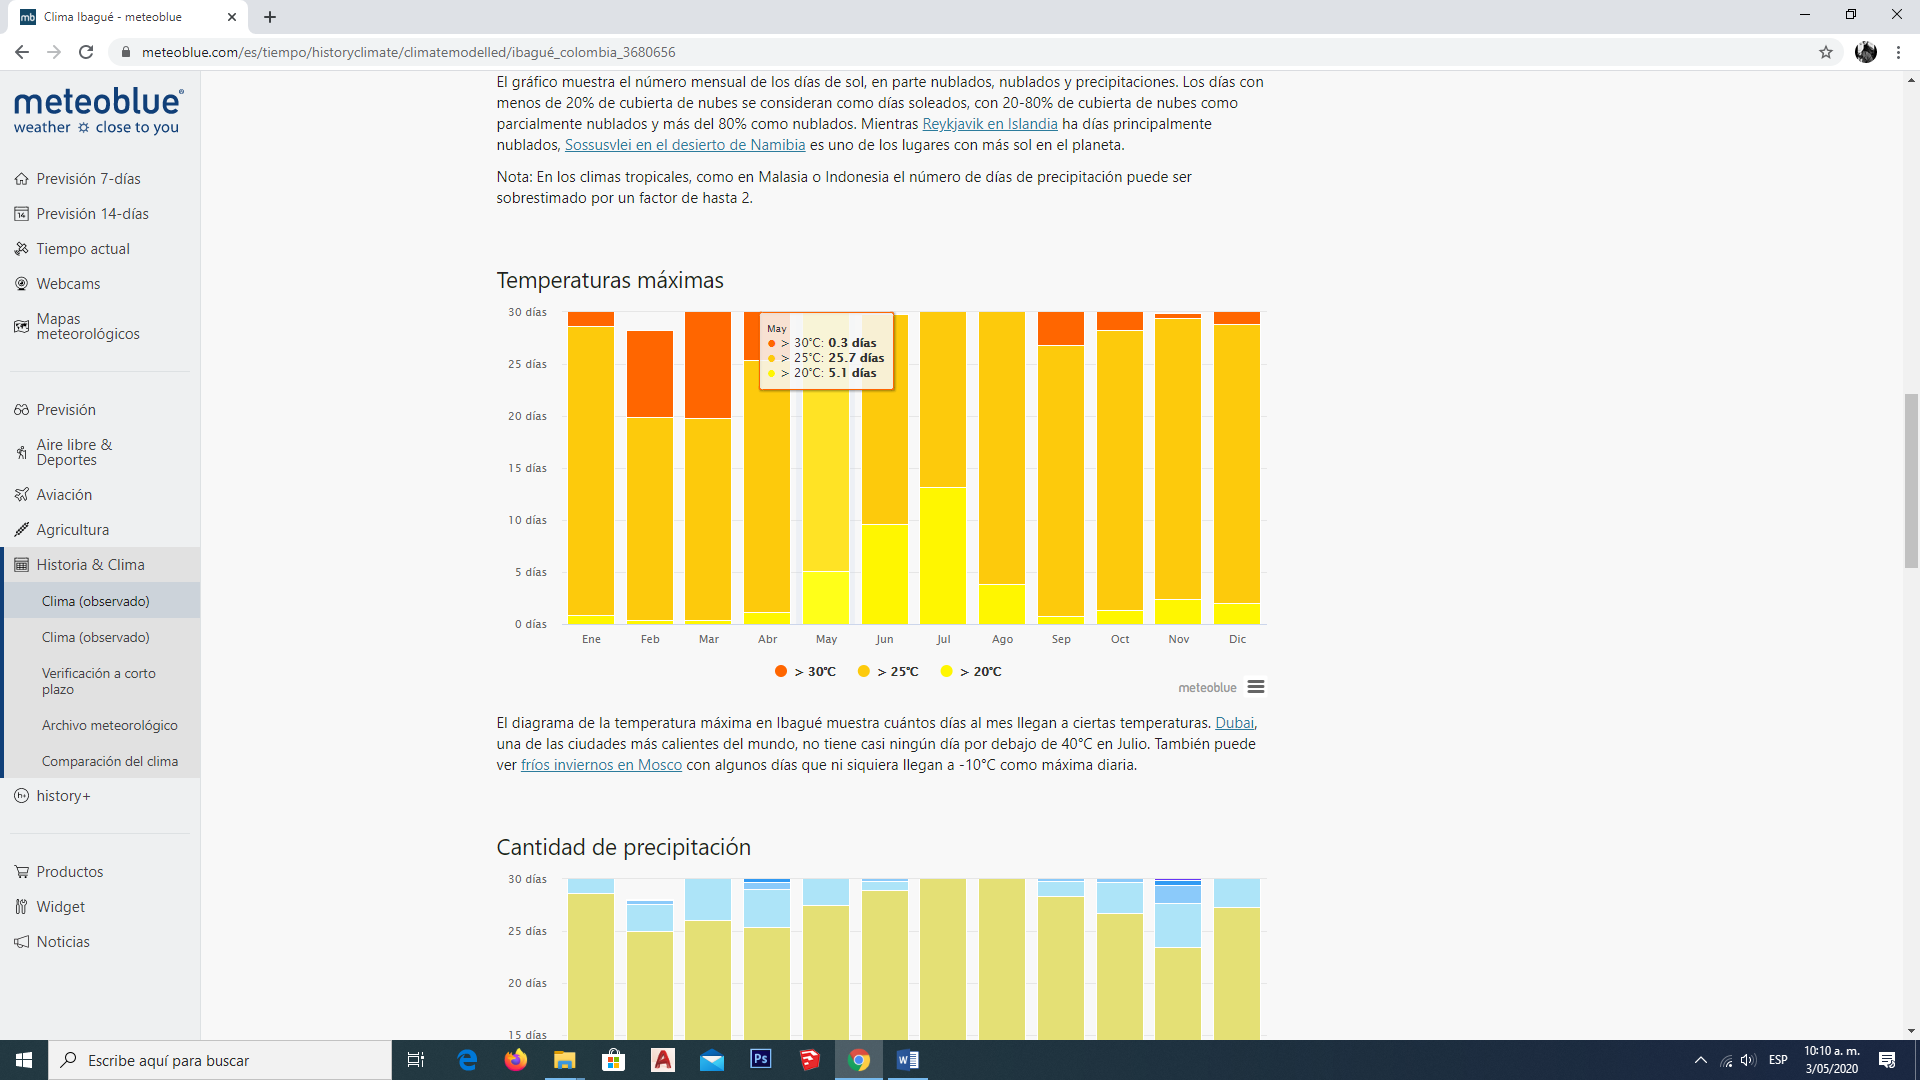 Clima Ibagué - meteoblue
meteoblue.com/es/tiempo/historyclimate/climatemodelled/ibagué_colombia_3680656
meteoblue®
weather close to you
Previsión 7-días
14
Previsión 14-días
Tiempo actual
Webcams
Mapas
meteorológicos
Previsión
Aire libre &
Deportes
Aviación
Agricultura
Historia & Clima
Clima (observado)
Clima (observado)
Verificación a corto
plazo
Archivo meteorológico
Comparación del clima
h+
history+
Productos
Widget
Noticias
El gráfico muestra el número mensual de los días de sol, en parte nublados, nublados y precipitaciones. Los días con
menos de 20% de cubierta de nubes se consideran como días soleados, con 20-80% de cubierta de nubes como
parcialmente nublados y más del 80% como nublados. Mientras Reykjavik en Islandia ha días principalmente
nublados, Sossusvlei en el desierto de Namibia es uno de los lugares con más sol en el planeta.
Nota: En los climas tropicales, como en Malasia o Indonesia el número de días de precipitación puede ser
sobrestimado por un factor de hasta 2.
Temperaturas máximas
30 días
25 días
20 días
15 días
10 días
5 días
0 días
May
> 30°C: 0.3 días
> 25°C: 25.7 días
> 20°C: 5.1 días
Ene Feb Mar Abr May Jun Jul Ago Sep Oct Nov Dic
> 30°C > 25°C > 20°C
meteoblue
El diagrama de la temperatura máxima en Ibagué muestra cuántos días al mes llegan a ciertas temperaturas. Dubai,
una de las ciudades más calientes del mundo, no tiene casi ningún día por debajo de 40°C en Julio. También puede
ver fríos inviernos en Mosco con algunos días que ni siquiera llegan a -10°C como máxima diaria.
Cantidad de precipitación
30 días
25 días
20 días
15 días
Escribe aquí para buscar
ESP
10:10 a. m.
3/05/2020